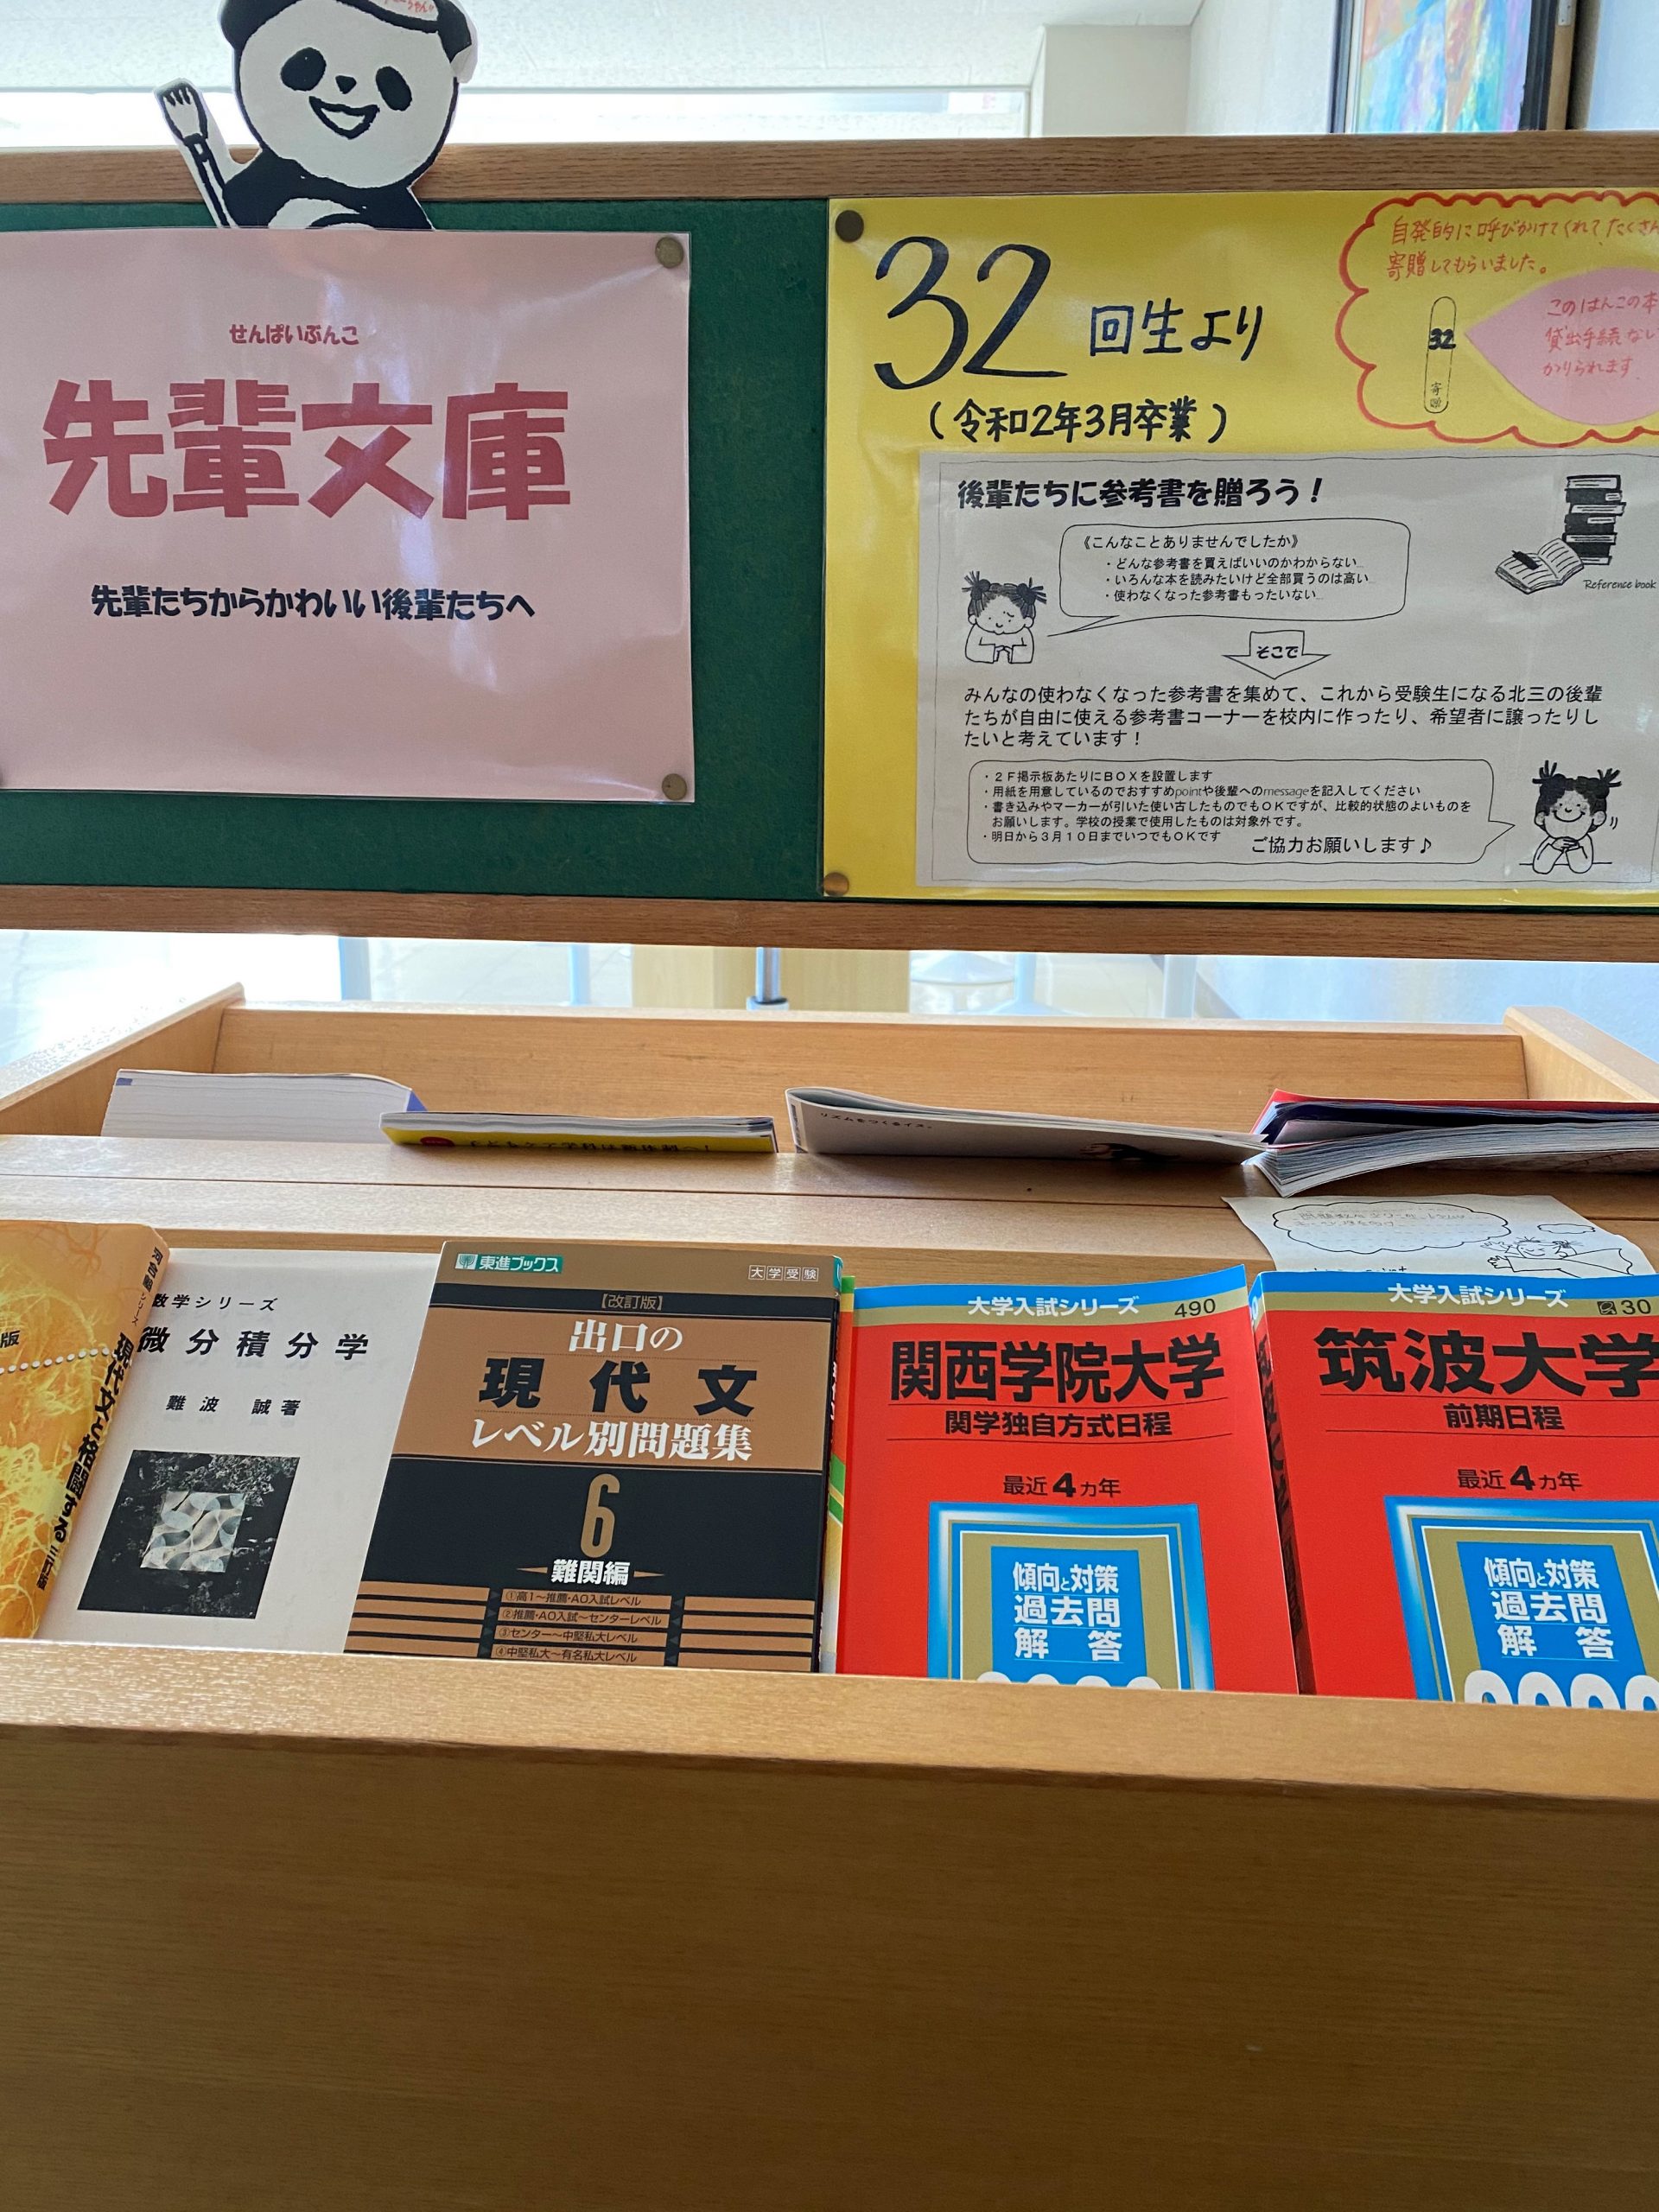 せんぱいぶんこ
先輩文庫
先輩たちからかわいい後輩たちへ
32回生より
(令和2年3月卒業)
自発的に呼びかけてくれて、たくさん
寄贈してもらいました。
32
寄贈
このはんこの本
貸出手続なし
かりられます
後輩たちに参考書を贈ろう!
《こんなことありませんでしたか》
・どんな参考書を買えばいいのかわからない…
・いろんな本を読みたいけど全部買うのは高い…
・使わなくなった参考書もったいない…
Reference book
そこで
みんなの使わなくなった参考書を集めて、これから受験生になる北三の後輩
たちが自由に使える参考書コーナーを校内に作ったり、希望者に譲ったりし
たいと考えています!
・2F掲示板あたりにBOXを設置します
・用紙を用意しているのでおすすめpointや後輩へのmessageを記入してください
・書き込みやマーカーが引いた使い古したものでもOKですが、比較的状態のよいものを
お願いします。学校の授業で使用したものは対象外です。
・明日から3月10日までいつでもOKです
ご協力お願いします♪
リズムをつくるイス。
版
現代文と格闘する 三訂版
数学シリーズ
微分積分学
難波 誠著
東進ブックス
大学受験
【改訂版】
出口の
現代文
レベル別問題集
6
難関編
①高1〜推薦・AO入試レベル
②推薦・AO入試〜センターレベル
③センター〜中堅私大レベル
④中堅私大〜有名私大レベル
大学入試シリーズ
490
関西学院大学
関学独自方式日程
最近4カ年
傾向と対策
過去問
解答
大学入試シリーズ
30
筑波大学
前期日程
最近4カ年
傾向と対策
過去問
解答
2020